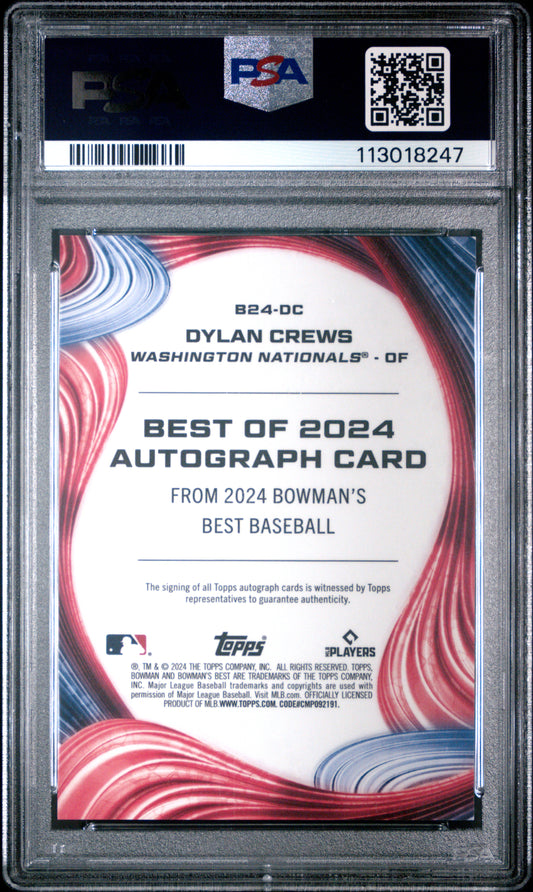 PSA
PSA
113018247
B24-DC
DYLAN CREWS
WASHINGTON NATIONALS® - OF
BEST OF 2024
AUTOGRAPH CARD
FROM 2024 BOWMAN'S
BEST BASEBALL
The signing of all Topps autograph cards is witnessed by Topps
representatives to guarantee authenticity.
topps®
PLAYERS
®, TM & © 2024 THE TOPPS COMPANY, INC. ALL RIGHTS RESERVED. TOPPS,
BOWMAN AND BOWMAN'S BEST ARE TRADEMARKS OF THE TOPPS COMPANY,
INC. Major League Baseball trademarks and copyrights are used with
permission of Major League Baseball. Visit MLB.com. OFFICIALLY LICENSED
PRODUCT OF MLB.WWW.TOPPS.COM. CODE#CMP092191.
PSA